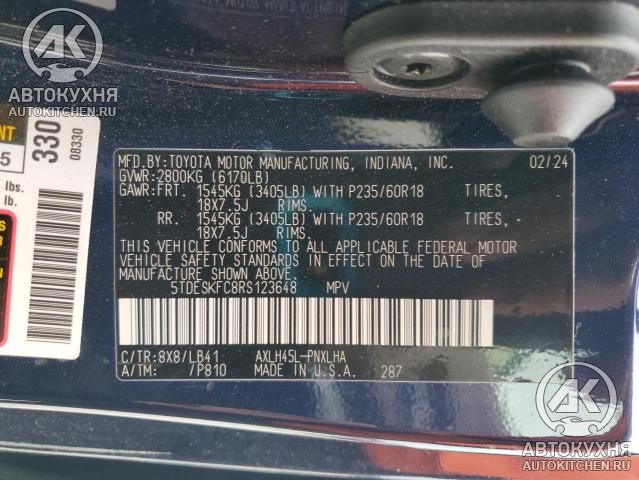 AK
АВТОКУХНЯ
AUTOKITCHEN.RU
330
08330
5
lbs.
lbs.
MFD.BY:TOYOTA MOTOR MANUFACTURING, INDIANA, INC. 02/24
GVWR:2800KG (6170LB)
GAWR:FRT. 1545KG (3405LB) WITH P235/60R18 TIRES,
18X7.5J RIMS,
RR. 1545KG (3405LB) WITH P235/60R18 TIRES,
18X7.5J RIMS.
THIS VEHICLE CONFORMS TO ALL APPLICABLE FEDERAL MOTOR
VEHICLE SAFETY STANDARDS IN EFFECT ON THE DATE OF
MANUFACTURE SHOWN ABOVE.
5TDESKFC8RS123648 MPV
C/TR:8X8/LB41 AXLH45L-PNXLHA
A/TM: /P810 MADE IN U.S.A. 287
AK
АВТОКУХНЯ
AUTOKITCHEN.RU